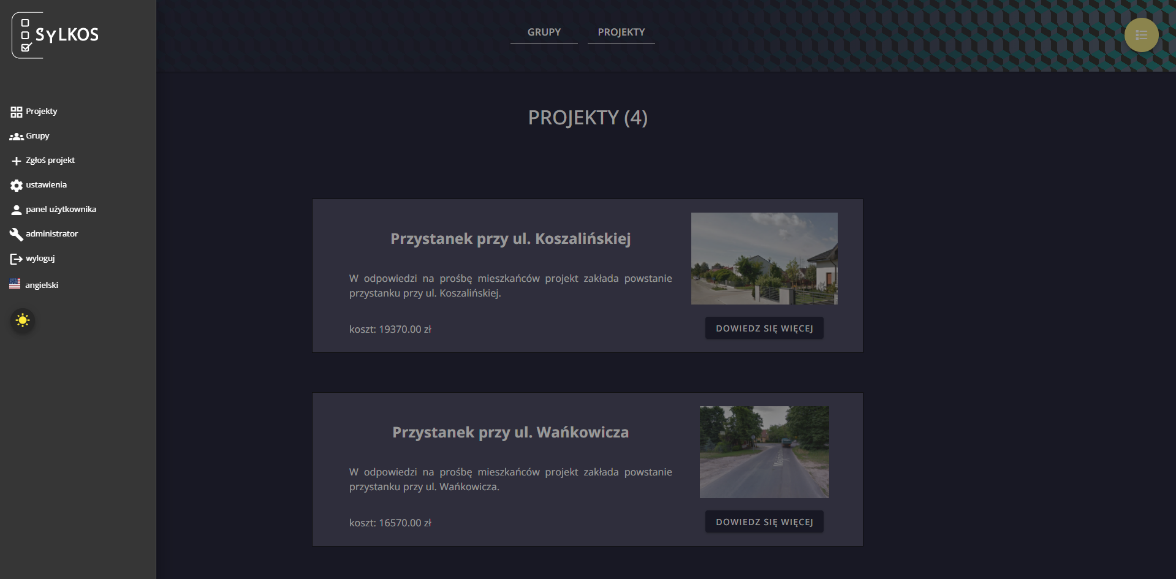 SYLKOS
Projekty
Grupy
Zgłoś projekt
ustawienia
panel użytkownika
administrator
wyloguj
angielski
GRUPY
PROJEKTY
PROJEKTY (4)
Przystanek przy ul. Koszalińskiej
W odpowiedzi na prośbę mieszkańców projekt zakłada powstanie
przystanku przy ul. Koszalińskiej.
koszt: 19370.00 zł
DOWIEDZ SIĘ WIĘCEJ
Przystanek przy ul. Wańkowicza
W odpowiedzi na prośbę mieszkańców projekt zakłada powstanie
przystanku przy ul. Wańkowicza.
koszt: 16570.00 zł
DOWIEDZ SIĘ WIĘCEJ